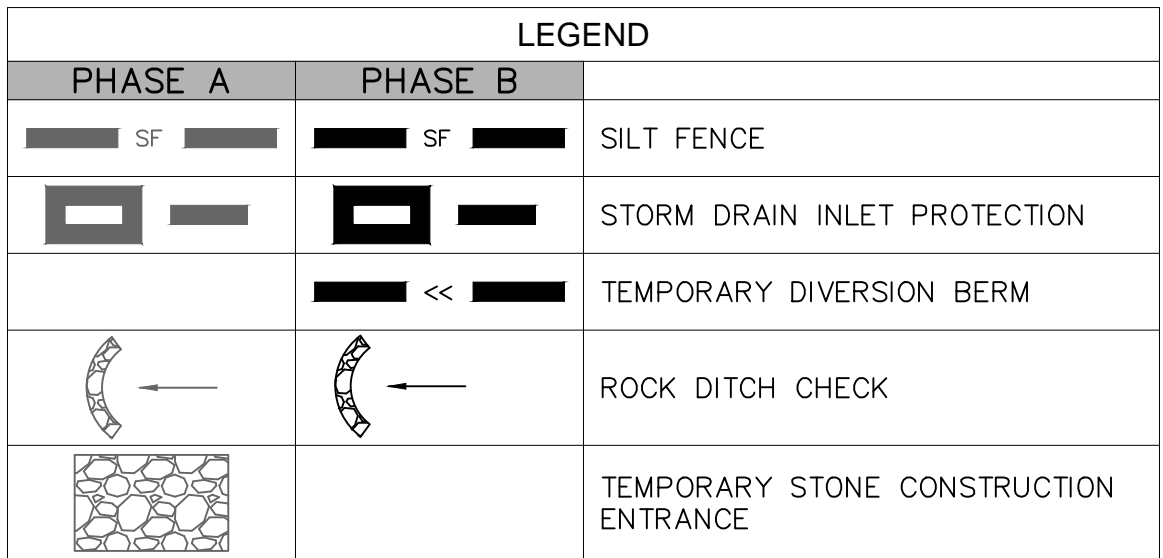 LEGEND
PHASE A PHASE B
SF SF SILT FENCE
STORM DRAIN INLET PROTECTION
<< TEMPORARY DIVERSION BERM
ROCK DITCH CHECK
TEMPORARY STONE CONSTRUCTION
ENTRANCE